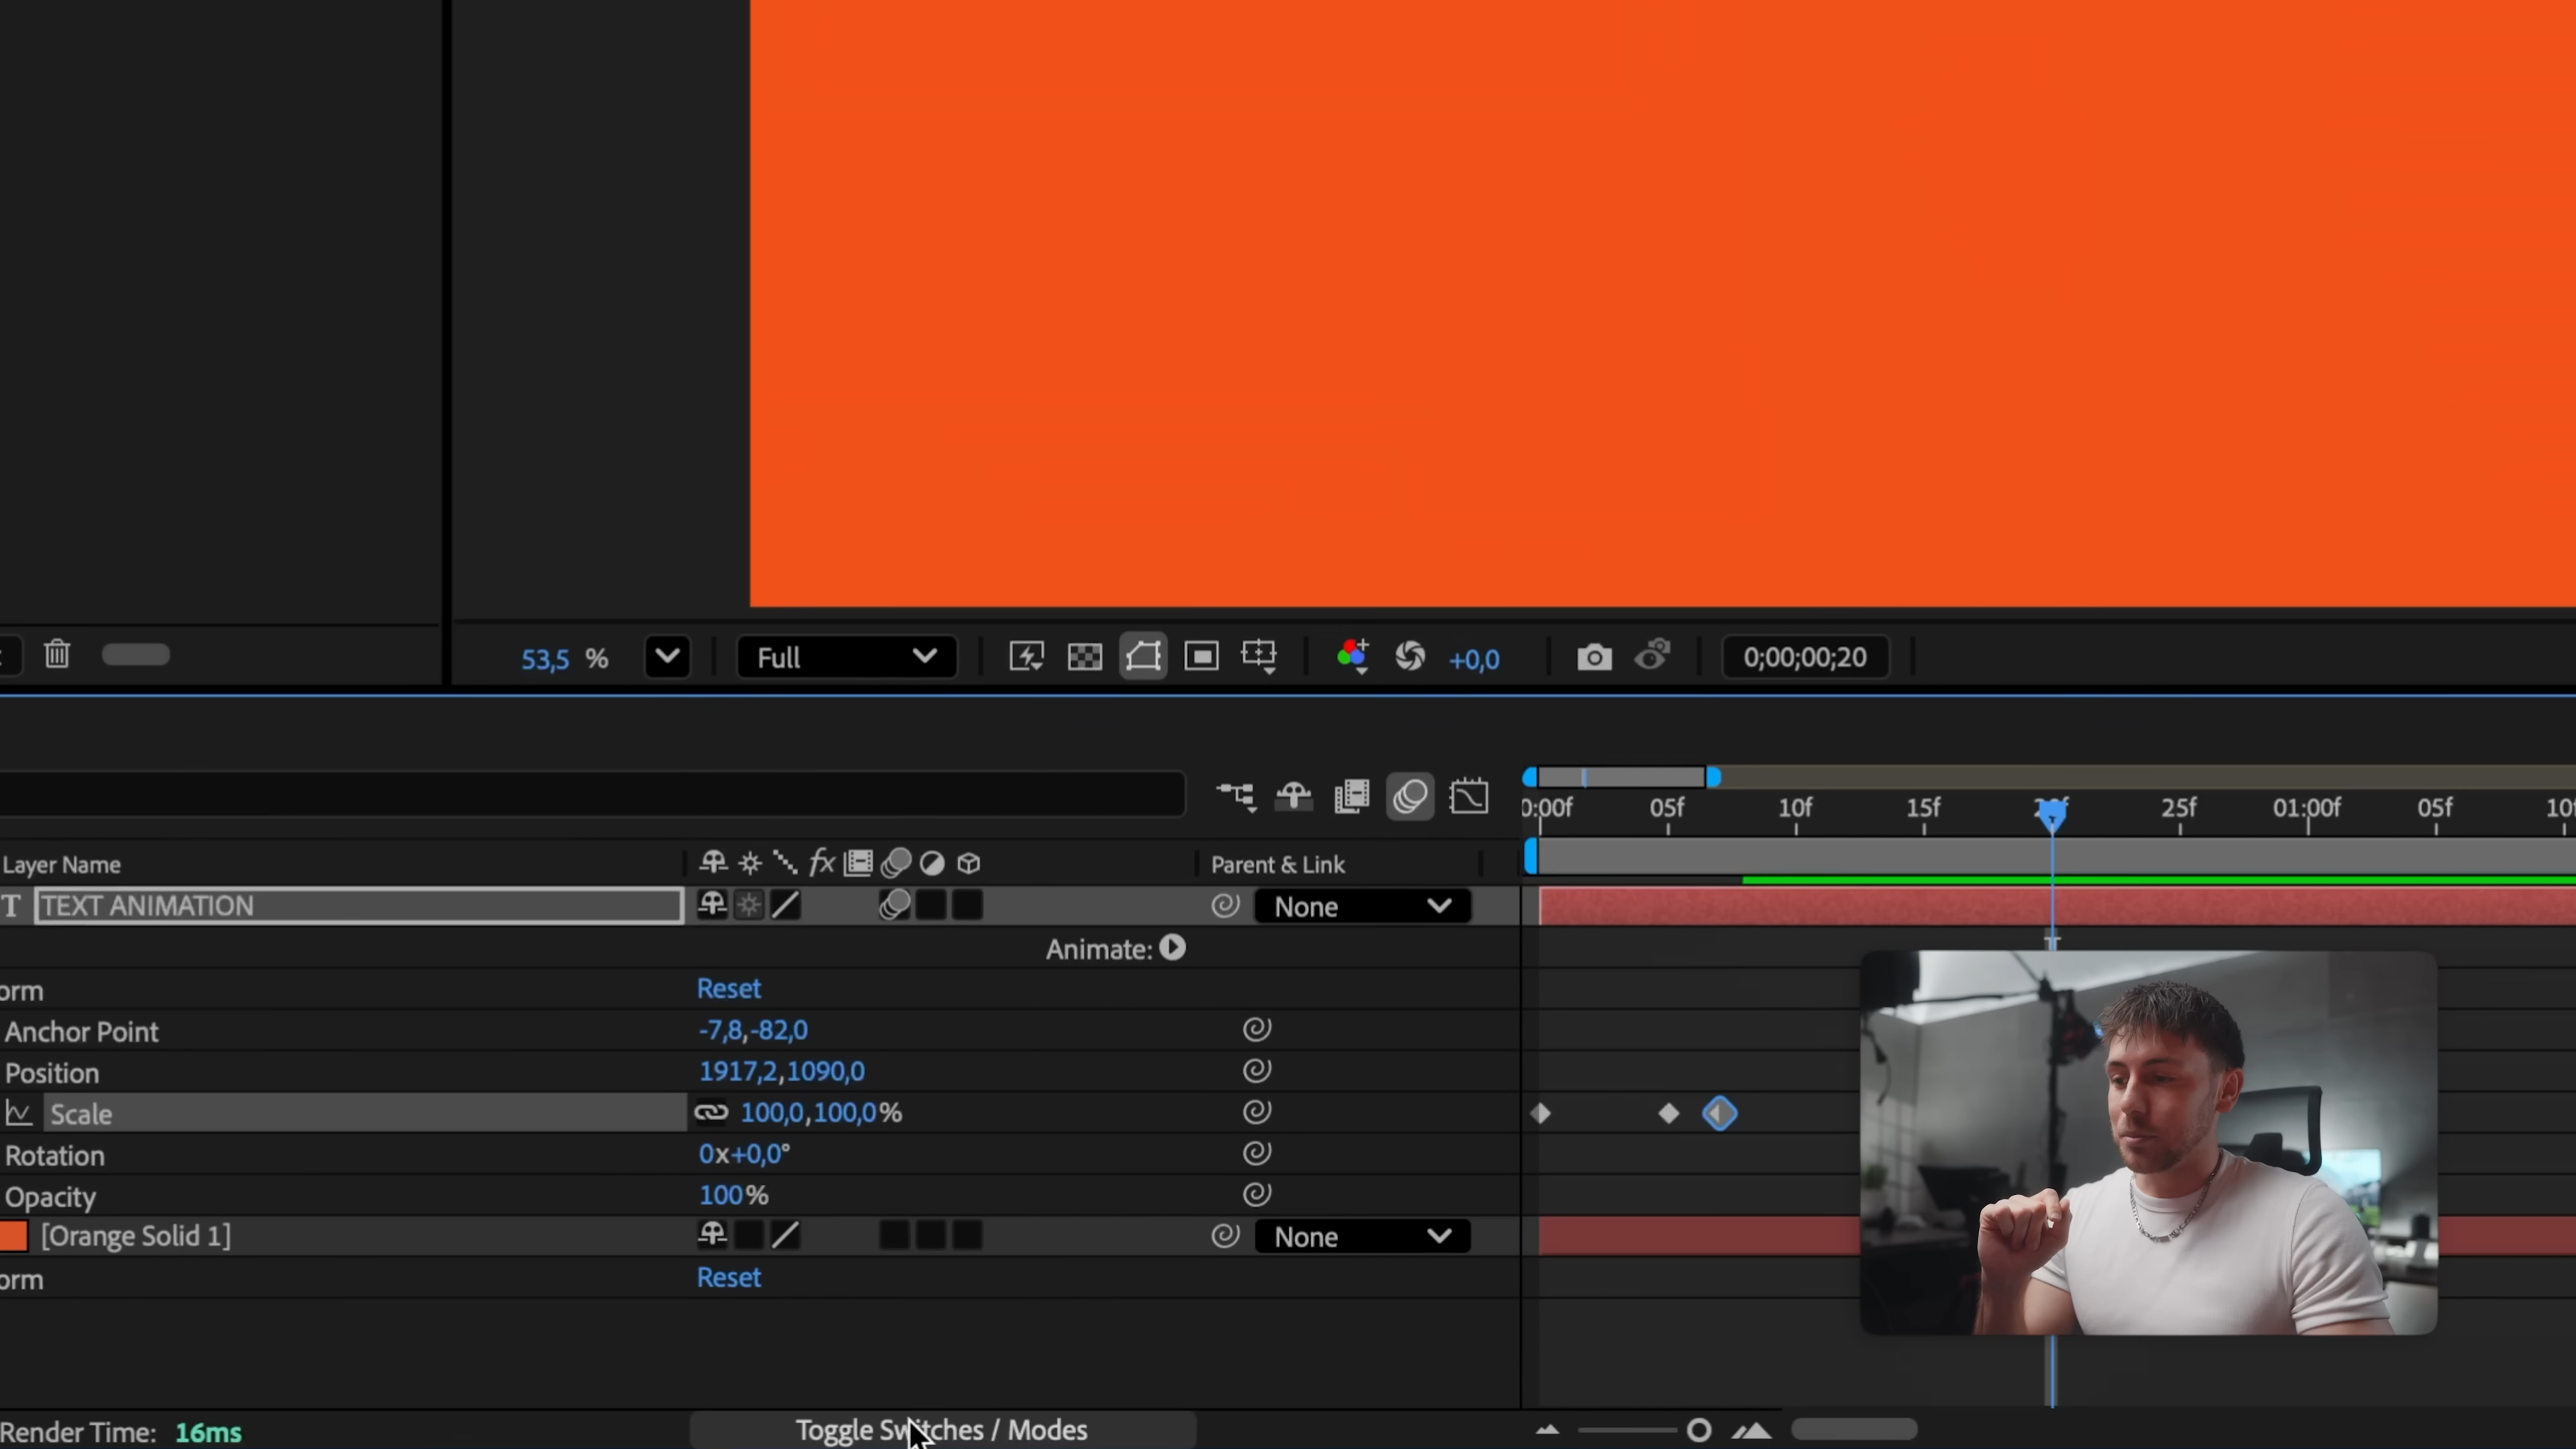 53,5 %
Full
+0,0
0;00;00;20
0:00f 05f 10f 15f 25f 01:00f 05f 10f
Layer Name
fx
Parent & Link
T TEXT ANIMATION
None
Animate:
orm
Reset
Anchor Point
-7,8,-82,0
Position
1917,2,1090,0
Scale
100,0,100,0%
Rotation
0x+0,0°
Opacity
100%
[Orange Solid 1]
None
orm
Reset
Render Time: 16ms
Toggle Switches / Modes